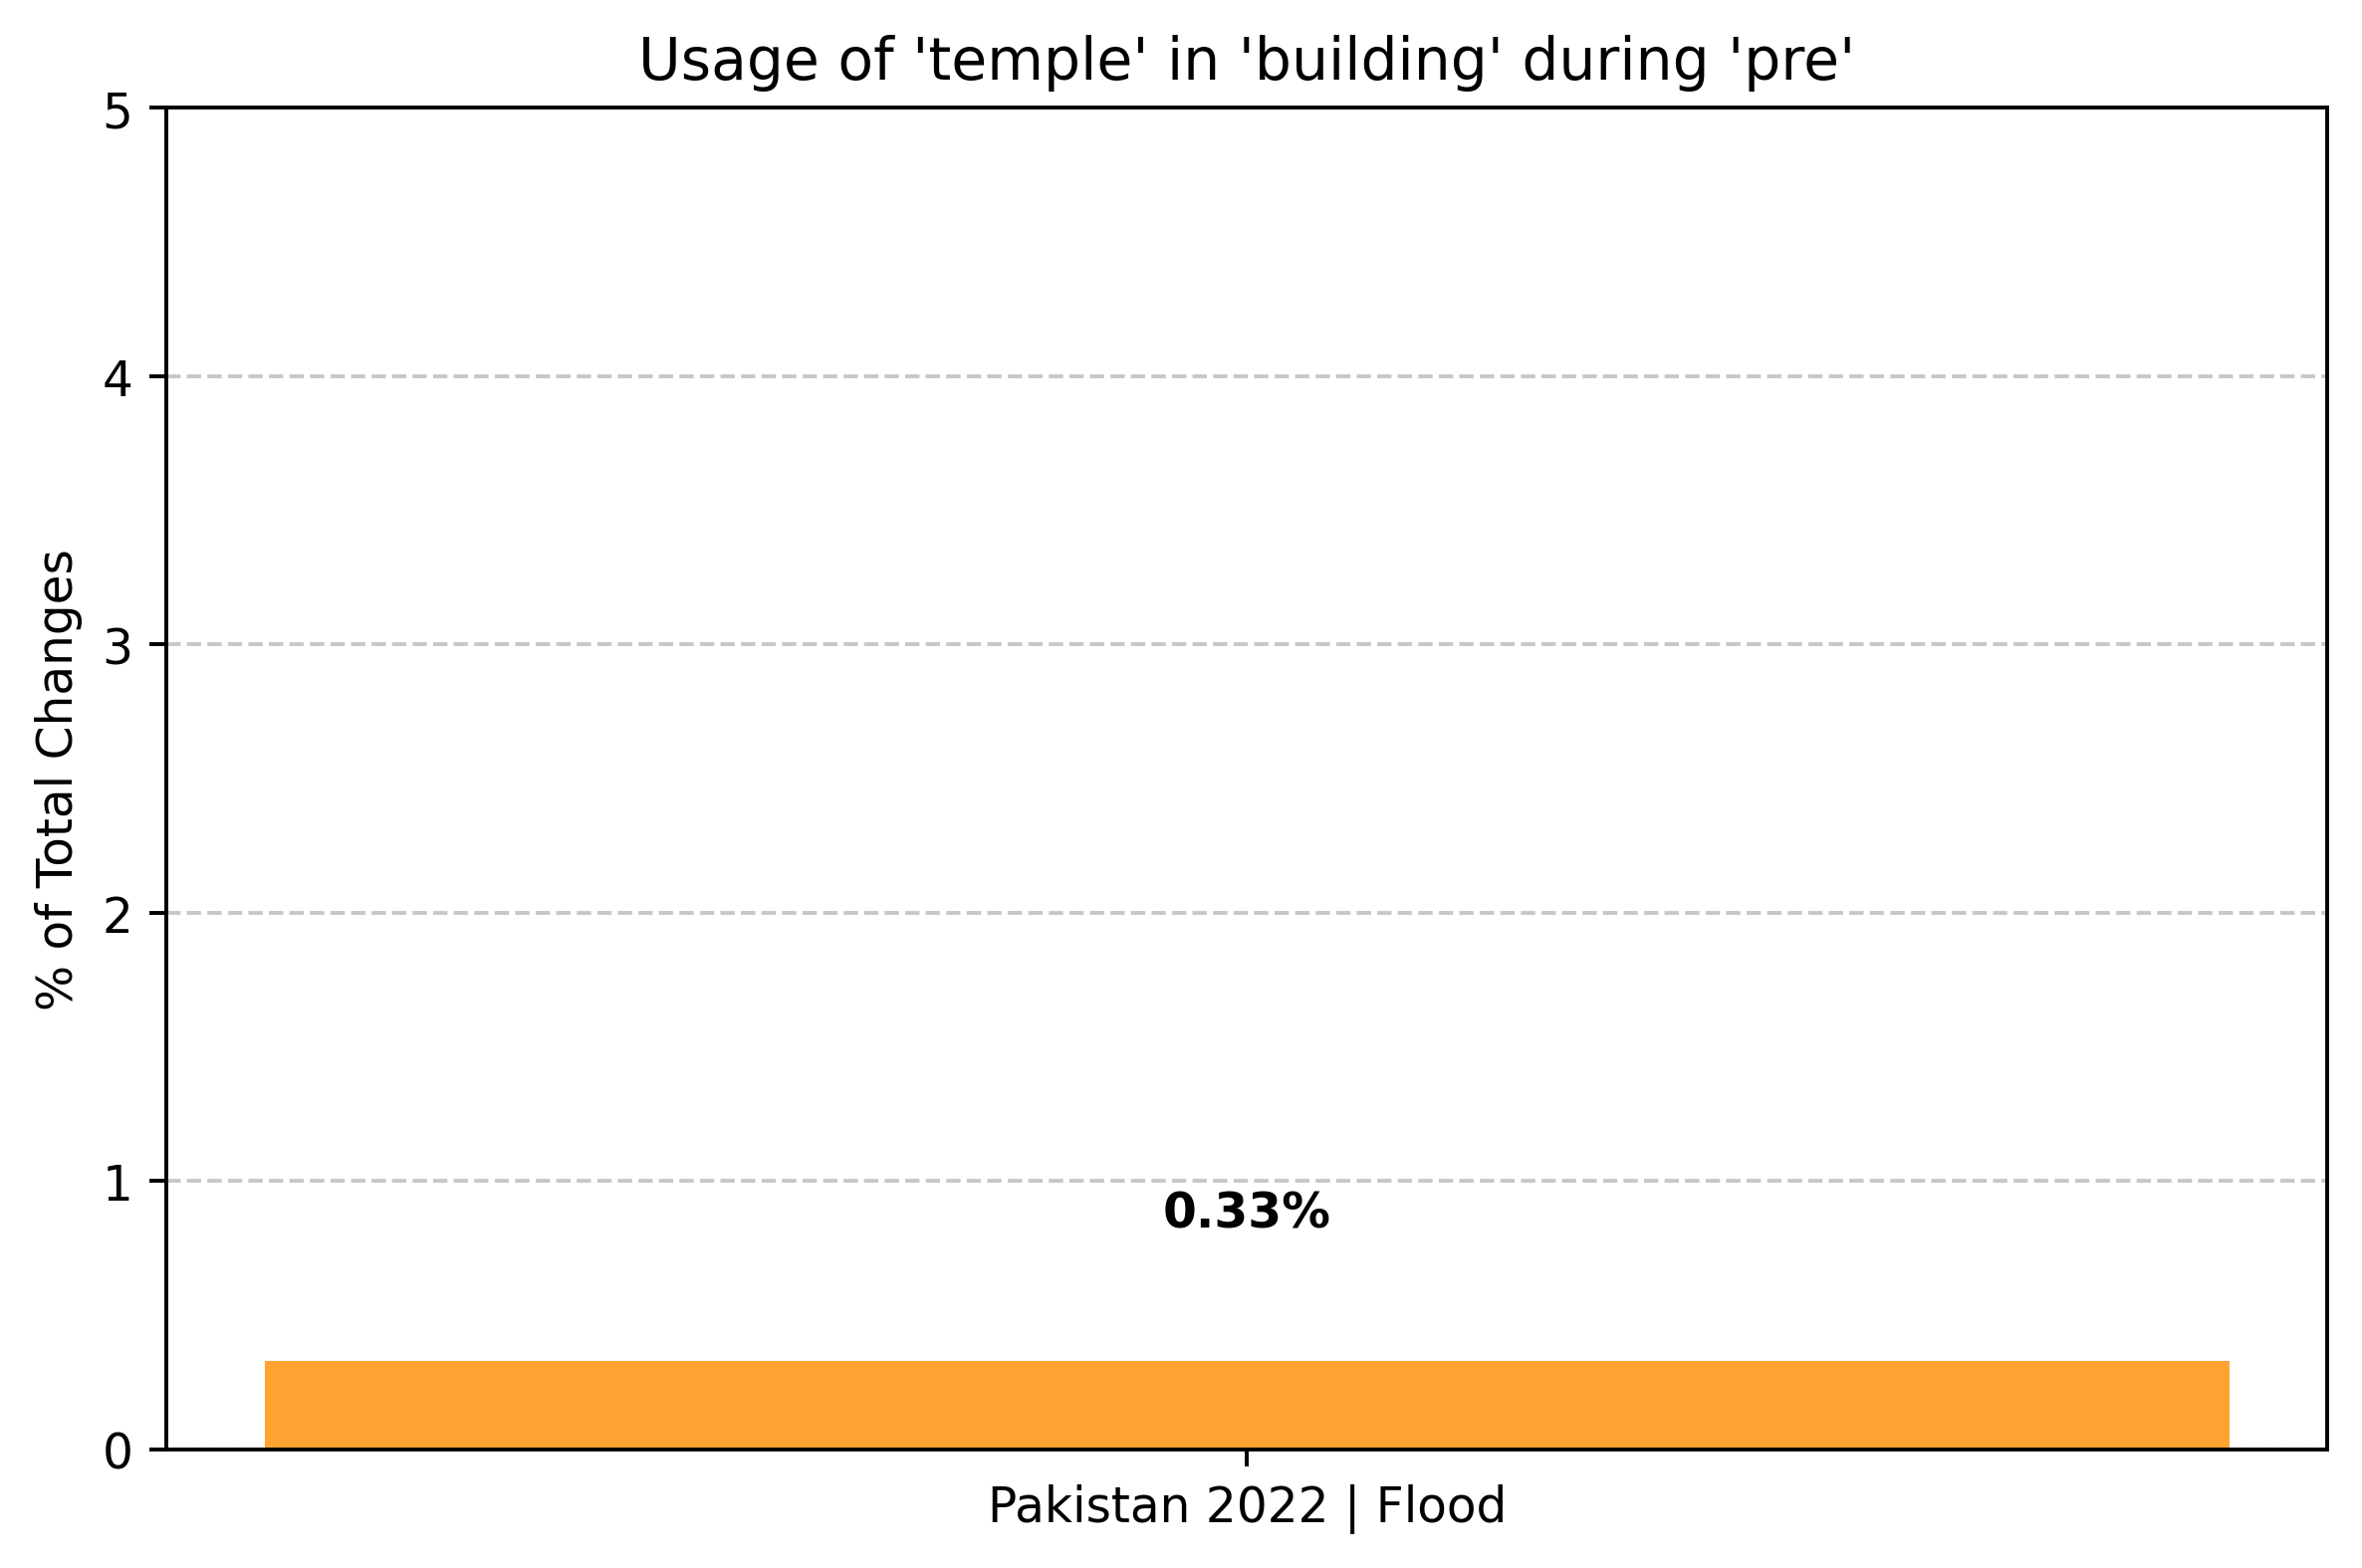 Usage of 'temple' in 'building' during 'pre'
5
4
3
2
1
0
% of Total Changes
0.33%
Pakistan 2022 | Flood